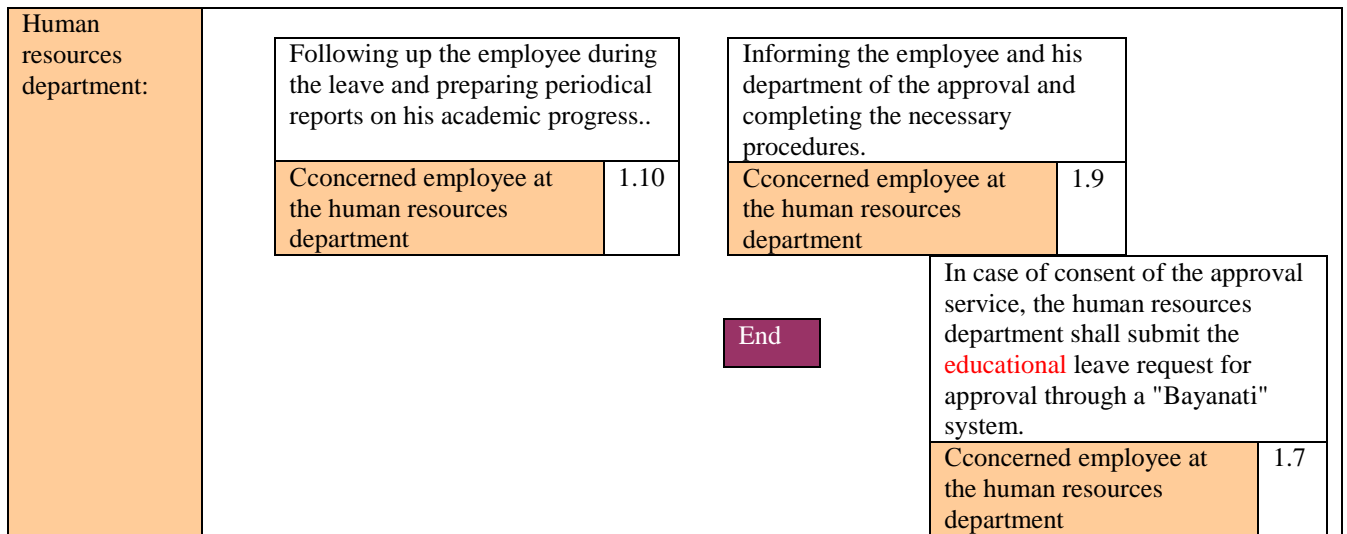 Human
resources
department:
Following up the employee during
the leave and preparing periodical
reports on his academic progress..
Cconcerned employee at
the human resources
department
1.10
Informing the employee and his
department of the approval and
completing the necessary
procedures.
Cconcerned employee at
the human resources
department
1.9
End
In case of consent of the approval
service, the human resources
department shall submit the
educational leave request for
approval through a "Bayanati"
system.
Cconcerned employee at
the human resources
department
1.7